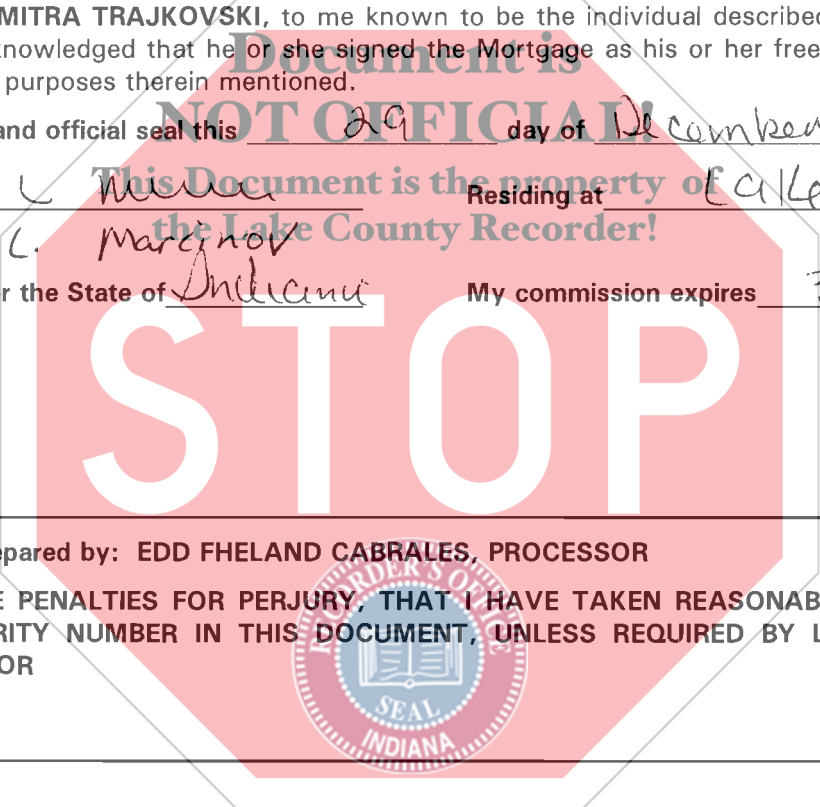 MITRA TRAJKOVSKI, to me known to be the individual described
knowledged that he or she signed the Mortgage as his or her free
purposes therein mentioned.
Document is
NOT OFFICIAL!
This Document is the property of
the Lake County Recorder!
and official seal this 29 day of December
L Residing at Lake
L. Marcinov
r the State of Indiana My commission expires
STOP
epared by: EDD FHELAND CABRALES, PROCESSOR
E PENALTIES FOR PERJURY, THAT I HAVE TAKEN REASONAB
RITY NUMBER IN THIS DOCUMENT, UNLESS REQUIRED BY L
OR
RECORDER'S OFFICE
SEAL
INDIANA